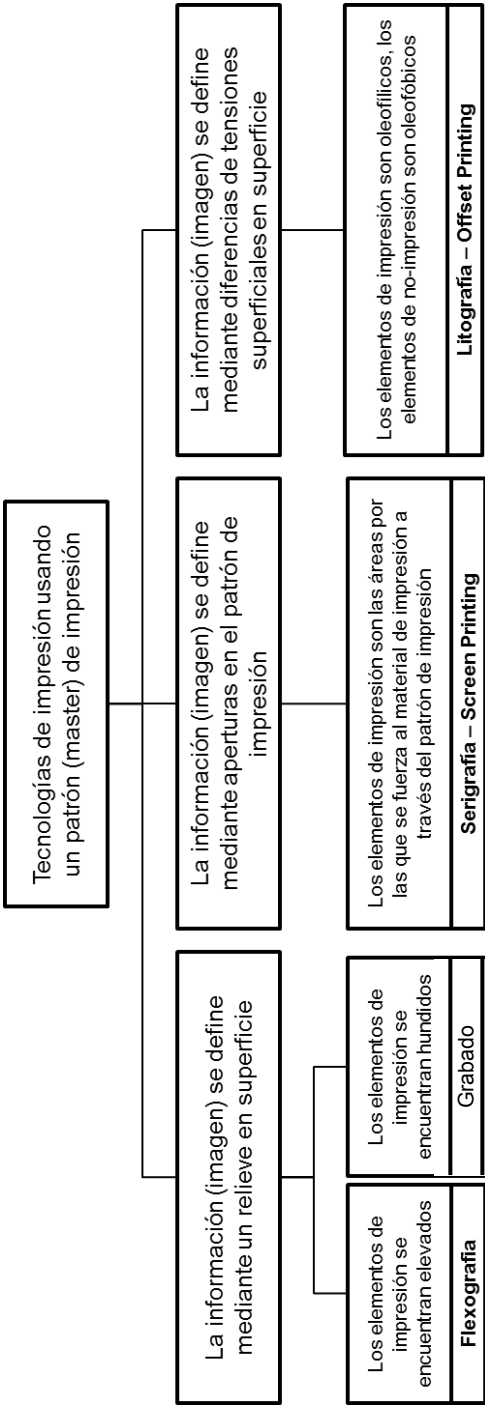 Tecnologías de impresión usando
un patrón (master) de impresión
La información (imagen) se define
mediante un relieve en superficie
La información (imagen) se define
mediante aperturas en el patrón de
impresión
La información (imagen) se define
mediante diferencias de tensiones
superficiales en superficie
Los elementos de
impresión se
encuentran elevados
Flexografia
Los elementos de
impresión se
encuentran hundidos
Grabado
Los elementos de impresión son las áreas por
las que se fuerza al material de impresión a
través del patrón de impresión
Serigrafía – Screen Printing
Los elementos de impresión son oleofílicos, los
elementos de no-impresión son oleofóbicos
Litografía – Offset Printing